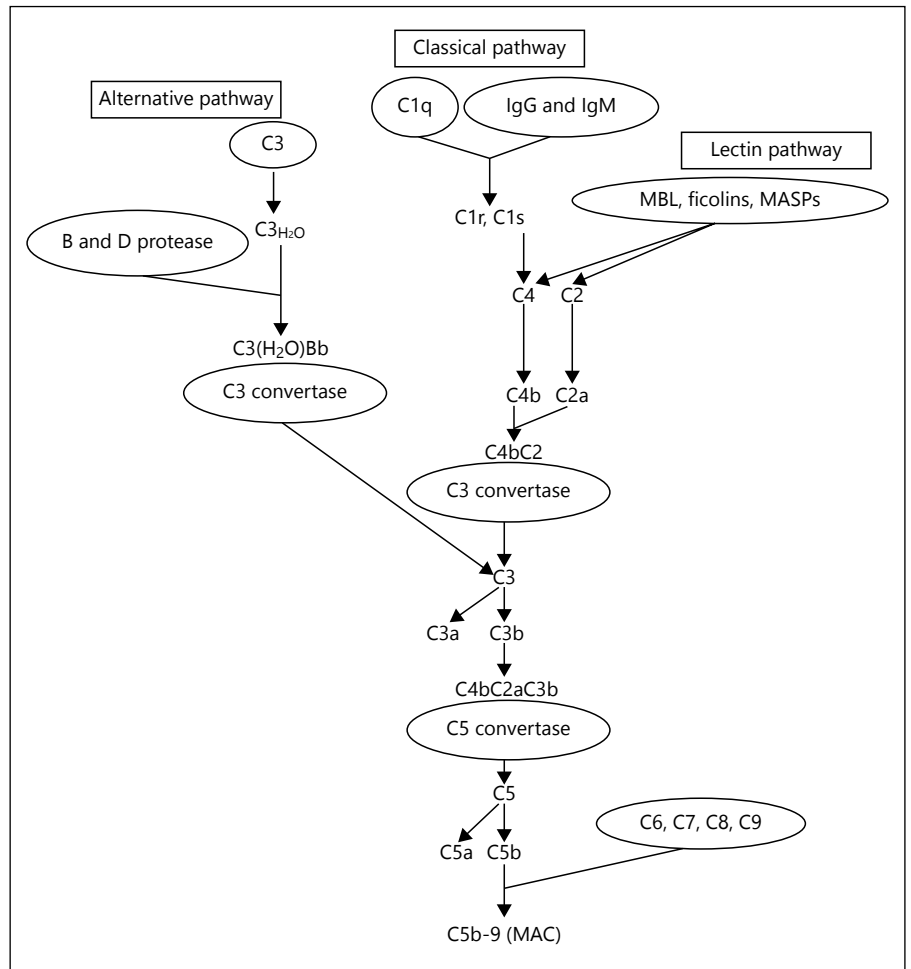 Classical pathway
Alternative pathway
C1q
IgG and IgM
C3
Lectin pathway
MBL, ficolins, MASPs
C1r, C1s
C3H₂O
B and D protease
C4
C2
C3(H₂O)Bb
C3 convertase
C4b
C2a
C4bC2
C3 convertase
C3
C3a
C3b
C4bC2aC3b
C5 convertase
C5
C6, C7, C8, C9
C5a
C5b
C5b-9 (MAC)